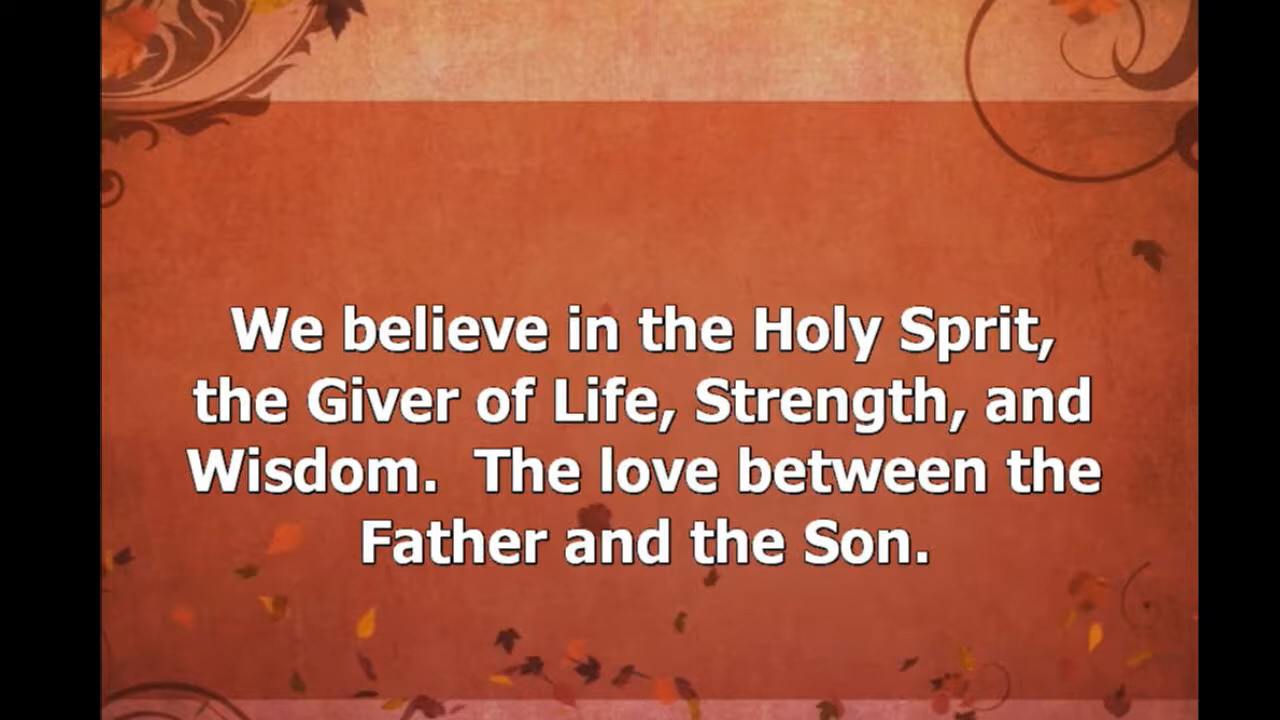 We believe in the Holy Sprit,
the Giver of Life, Strength, and
Wisdom.  The love between the
Father and the Son.